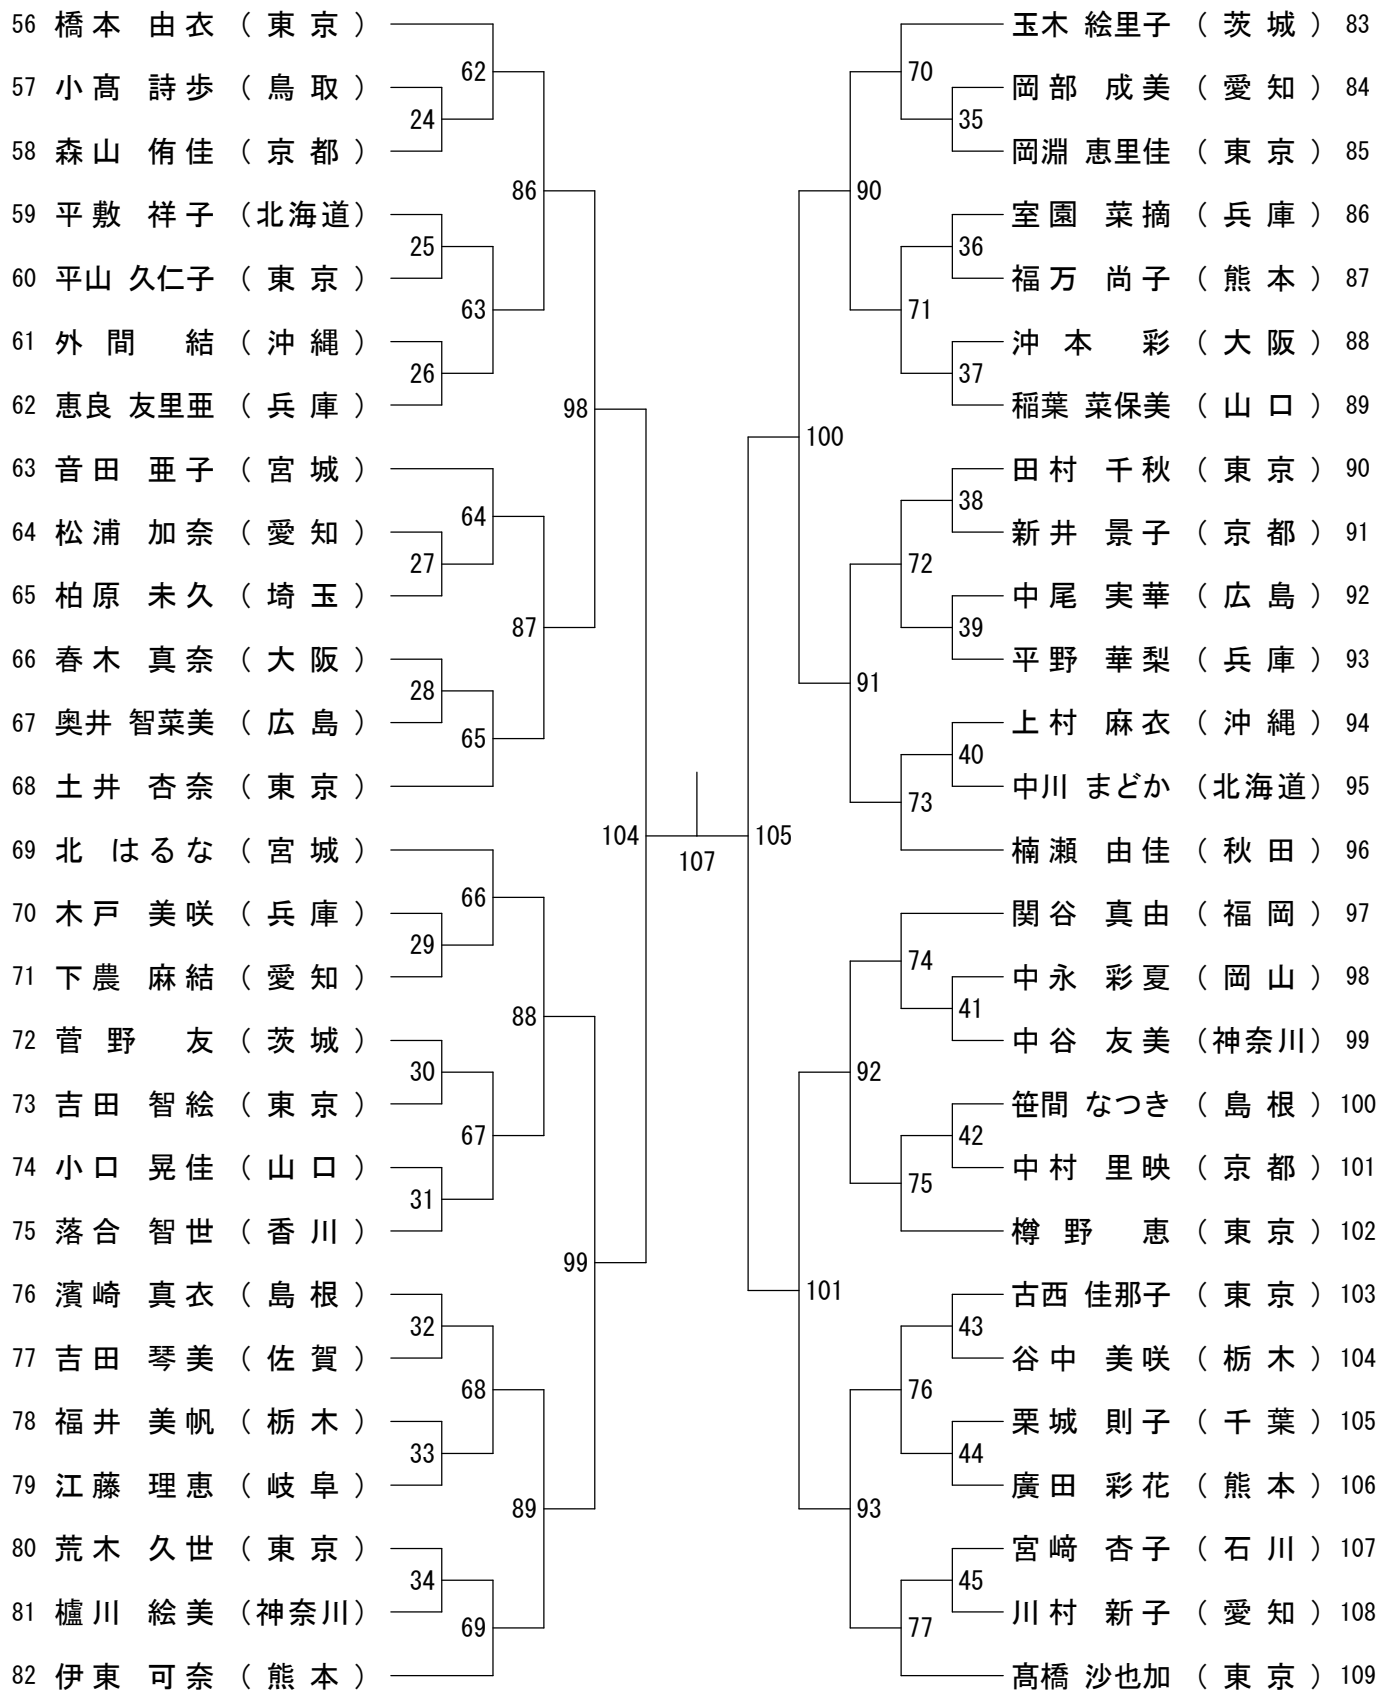 56 橋本 由衣 ( 東 京 )
57 小髙 詩歩 ( 鳥 取 )
58 森山 侑佳 ( 京 都 )
59 平敷 祥子 (北海道)
60 平山 久仁子 ( 東 京 )
61 外間 結 ( 沖 縄 )
62 恵良 友里亜 ( 兵 庫 )
63 音田 亜子 ( 宮 城 )
64 松浦 加奈 ( 愛 知 )
65 柏原 未久 ( 埼 玉 )
66 春木 真奈 ( 大 阪 )
67 奥井 智菜美 ( 広 島 )
68 土井 杏奈 ( 東 京 )
69 北 はるな ( 宮 城 )
70 木戸 美咲 ( 兵 庫 )
71 下農 麻結 ( 愛 知 )
72 菅野 友 ( 茨 城 )
73 吉田 智絵 ( 東 京 )
74 小口 晃佳 ( 山 口 )
75 落合 智世 ( 香 川 )
76 濱崎 真衣 ( 島 根 )
77 吉田 琴美 ( 佐 賀 )
78 福井 美帆 ( 栃 木 )
79 江藤 理恵 ( 岐 阜 )
80 荒木 久世 ( 東 京 )
81 櫨川 絵美 (神奈川)
82 伊東 可奈 ( 熊 本 )
24
25
26
27
28
29
30
31
32
33
34
62
63
64
65
66
67
68
69
86
87
88
89
98
99
104
107
105
100
101
90
91
92
93
70
71
72
73
74
75
76
77
35
36
37
38
39
40
41
42
43
44
45
玉木 絵里子 ( 茨 城 ) 83
岡部 成美 ( 愛 知 ) 84
岡淵 恵里佳 ( 東 京 ) 85
室園 菜摘 ( 兵 庫 ) 86
福万 尚子 ( 熊 本 ) 87
沖本 彩 ( 大 阪 ) 88
稲葉 菜保美 ( 山 口 ) 89
田村 千秋 ( 東 京 ) 90
新井 景子 ( 京 都 ) 91
中尾 実華 ( 広 島 ) 92
平野 華梨 ( 兵 庫 ) 93
上村 麻衣 ( 沖 縄 ) 94
中川 まどか (北海道) 95
楠瀬 由佳 ( 秋 田 ) 96
関谷 真由 ( 福 岡 ) 97
中永 彩夏 ( 岡 山 ) 98
中谷 友美 (神奈川) 99
笹間 なつき ( 島 根 ) 100
中村 里映 ( 京 都 ) 101
樽野 恵 ( 東 京 ) 102
古西 佳那子 ( 東 京 ) 103
谷中 美咲 ( 栃 木 ) 104
栗城 則子 ( 千 葉 ) 105
廣田 彩花 ( 熊 本 ) 106
宮﨑 杏子 ( 石 川 ) 107
川村 新子 ( 愛 知 ) 108
髙橋 沙也加 ( 東 京 ) 109